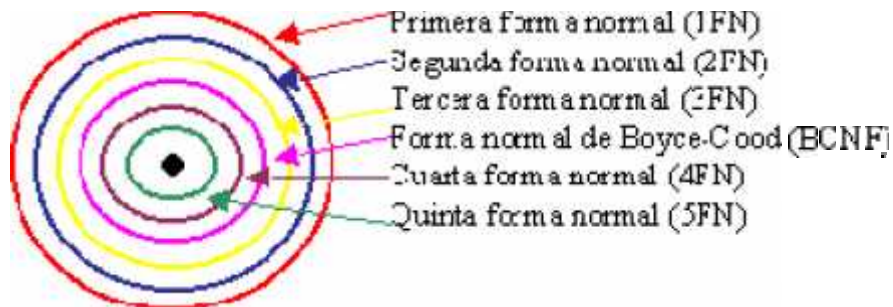 Primera forma normal (1FN)
Segunda forma normal (2FN)
Tercera forma normal (3FN)
Forma normal de Boyce-Cood (BCNF)
Cuarta forma normal (4FN)
Quinta forma normal (5FN)